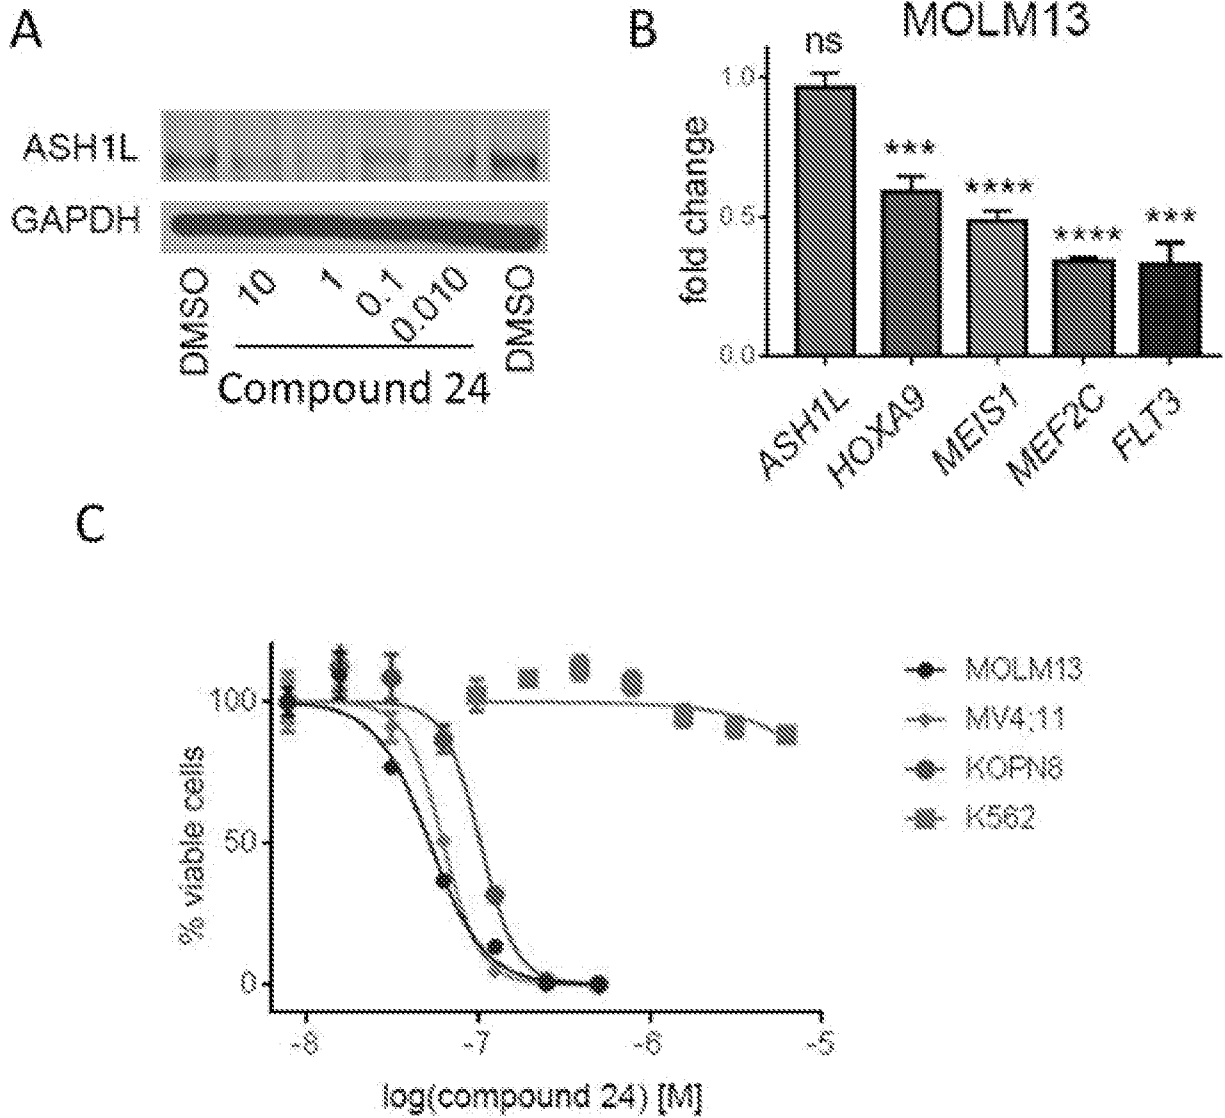 A
ASH1L
GAPDH
DMSO
10
1
0.1
0.010
DMSO
Compound 24
B
MOLM13
ns
***
****
****
***
fold change
1.0
0.5
0.0
ASH1L
HOXA9
MEIS1
MEF2C
FLT3
C
% viable cells
100
50
0
-8
-7
-6
-5
log(compound 24) [M]
MOLM13
MV4;11
KOPN8
K562